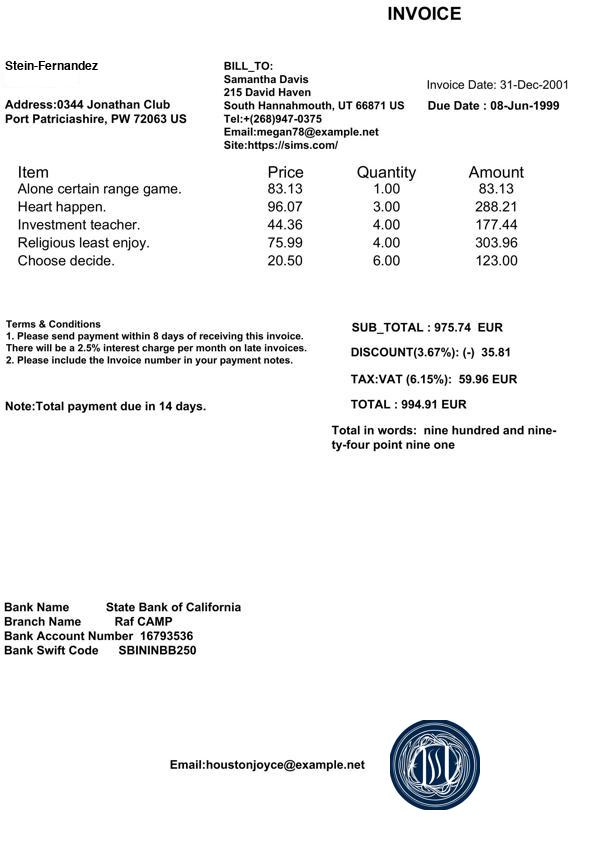 INVOICE
Stein-Fernandez
Address:0344 Jonathan Club
Port Patriciashire, PW 72063 US
BILL_TO:
Samantha Davis
215 David Haven
South Hannahmouth, UT 66871 US
Tel:+(268)947-0375
Email:megan78@example.net
Site:https://sims.com/
Invoice Date: 31-Dec-2001
Due Date : 08-Jun-1999
Item Price Quantity Amount
Alone certain range game. 83.13 1.00 83.13
Heart happen. 96.07 3.00 288.21
Investment teacher. 44.36 4.00 177.44
Religious least enjoy. 75.99 4.00 303.96
Choose decide. 20.50 6.00 123.00
Terms & Conditions
1. Please send payment within 8 days of receiving this invoice.
There will be a 2.5% interest charge per month on late invoices.
2. Please include the Invoice number in your payment notes.
Note:Total payment due in 14 days.
SUB_TOTAL : 975.74 EUR
DISCOUNT(3.67%): (-) 35.81
TAX:VAT (6.15%): 59.96 EUR
TOTAL : 994.91 EUR
Total in words: nine hundred and nine-
ty-four point nine one
Bank Name State Bank of California
Branch Name Raf CAMP
Bank Account Number 16793536
Bank Swift Code SBININBB250
Email:houstonjoyce@example.net